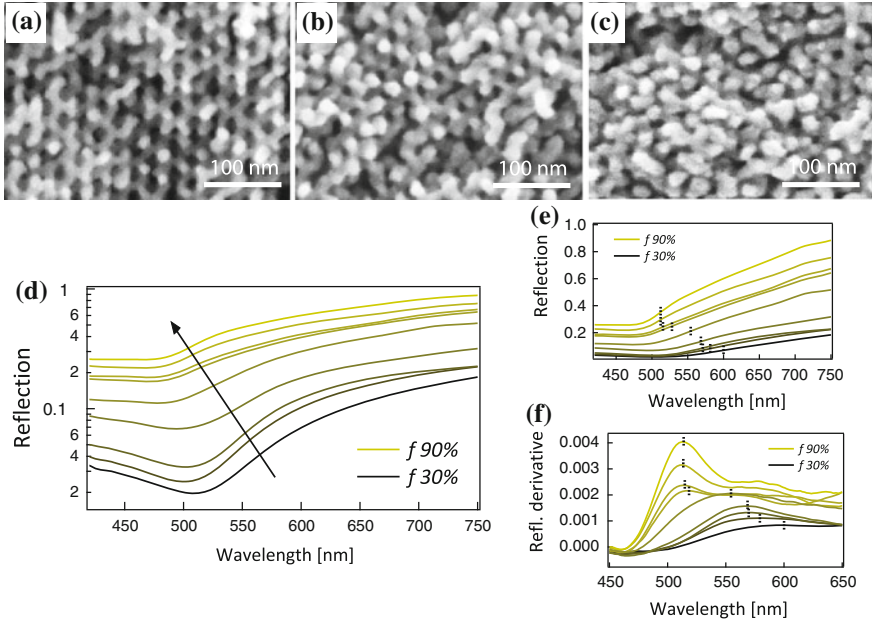 (a)
(b)
(c)
100 nm
100 nm
100 nm
(d)
Reflection
1
6
4
2
0.1
6
4
2
450
500
550
600
650
700
750
Wavelength [nm]
f 90%
f 30%
(e)
Reflection
1.0
0.8
0.6
0.4
0.2
450
500
550
600
650
700
750
Wavelength [nm]
f 90%
f 30%
(f)
Refl. derivative
0.004
0.003
0.002
0.001
0.000
450
500
550
600
650
Wavelength [nm]
f 90%
f 30%